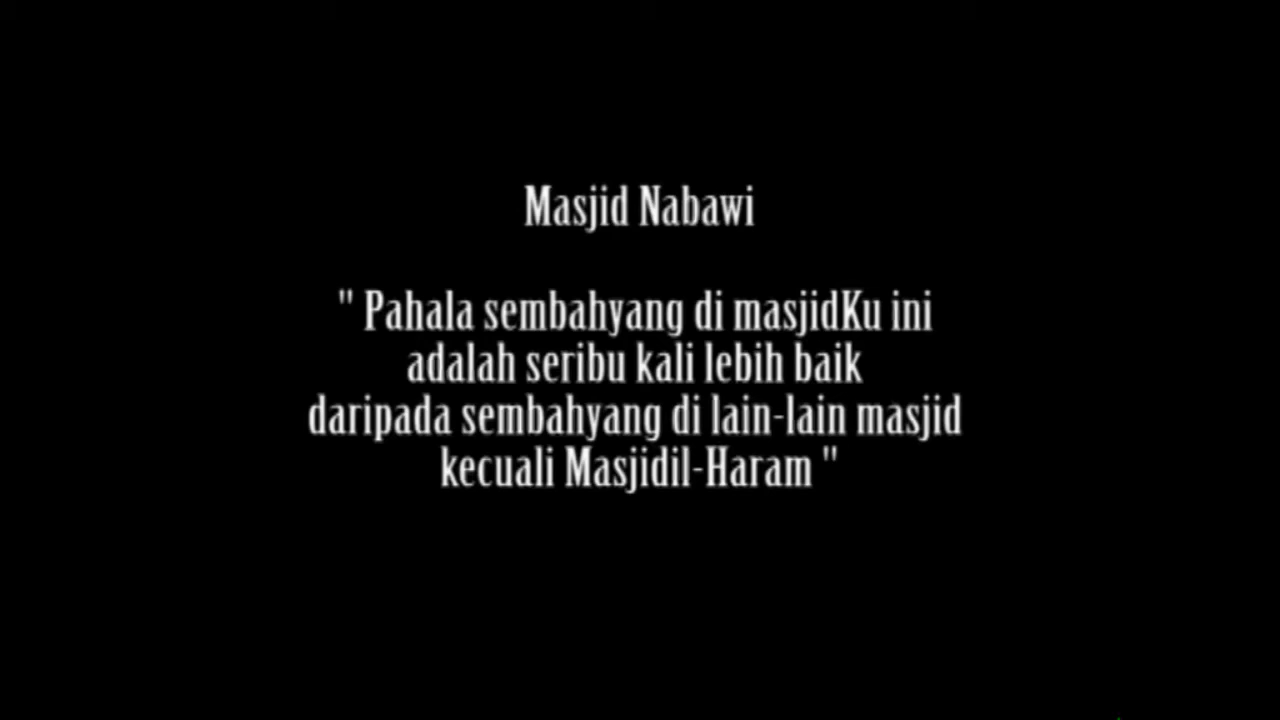 Masjid Nabawi
" Pahala sembahyang di masjidKu ini
adalah seribu kali lebih baik
daripada sembahyang di lain-lain masjid
kecuali Masjidil-Haram "